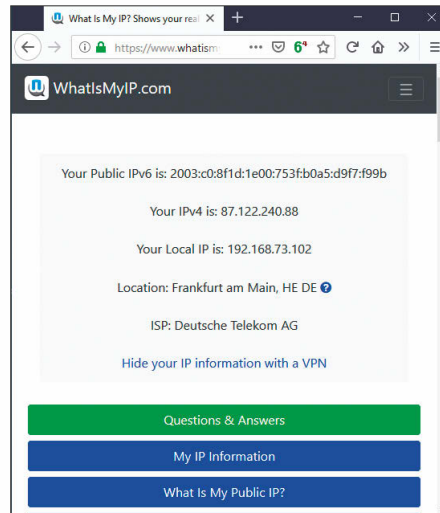 What Is My IP? Shows your real
https://www.whatism
6⁴
WhatIsMyIP.com
Your Public IPv6 is: 2003:c0:8f1d:1e00:753f:b0a5:d9f7:f99b
Your IPv4 is: 87.122.240.88
Your Local IP is: 192.168.73.102
Location: Frankfurt am Main, HE DE
ISP: Deutsche Telekom AG
Hide your IP information with a VPN
Questions & Answers
My IP Information
What Is My Public IP?